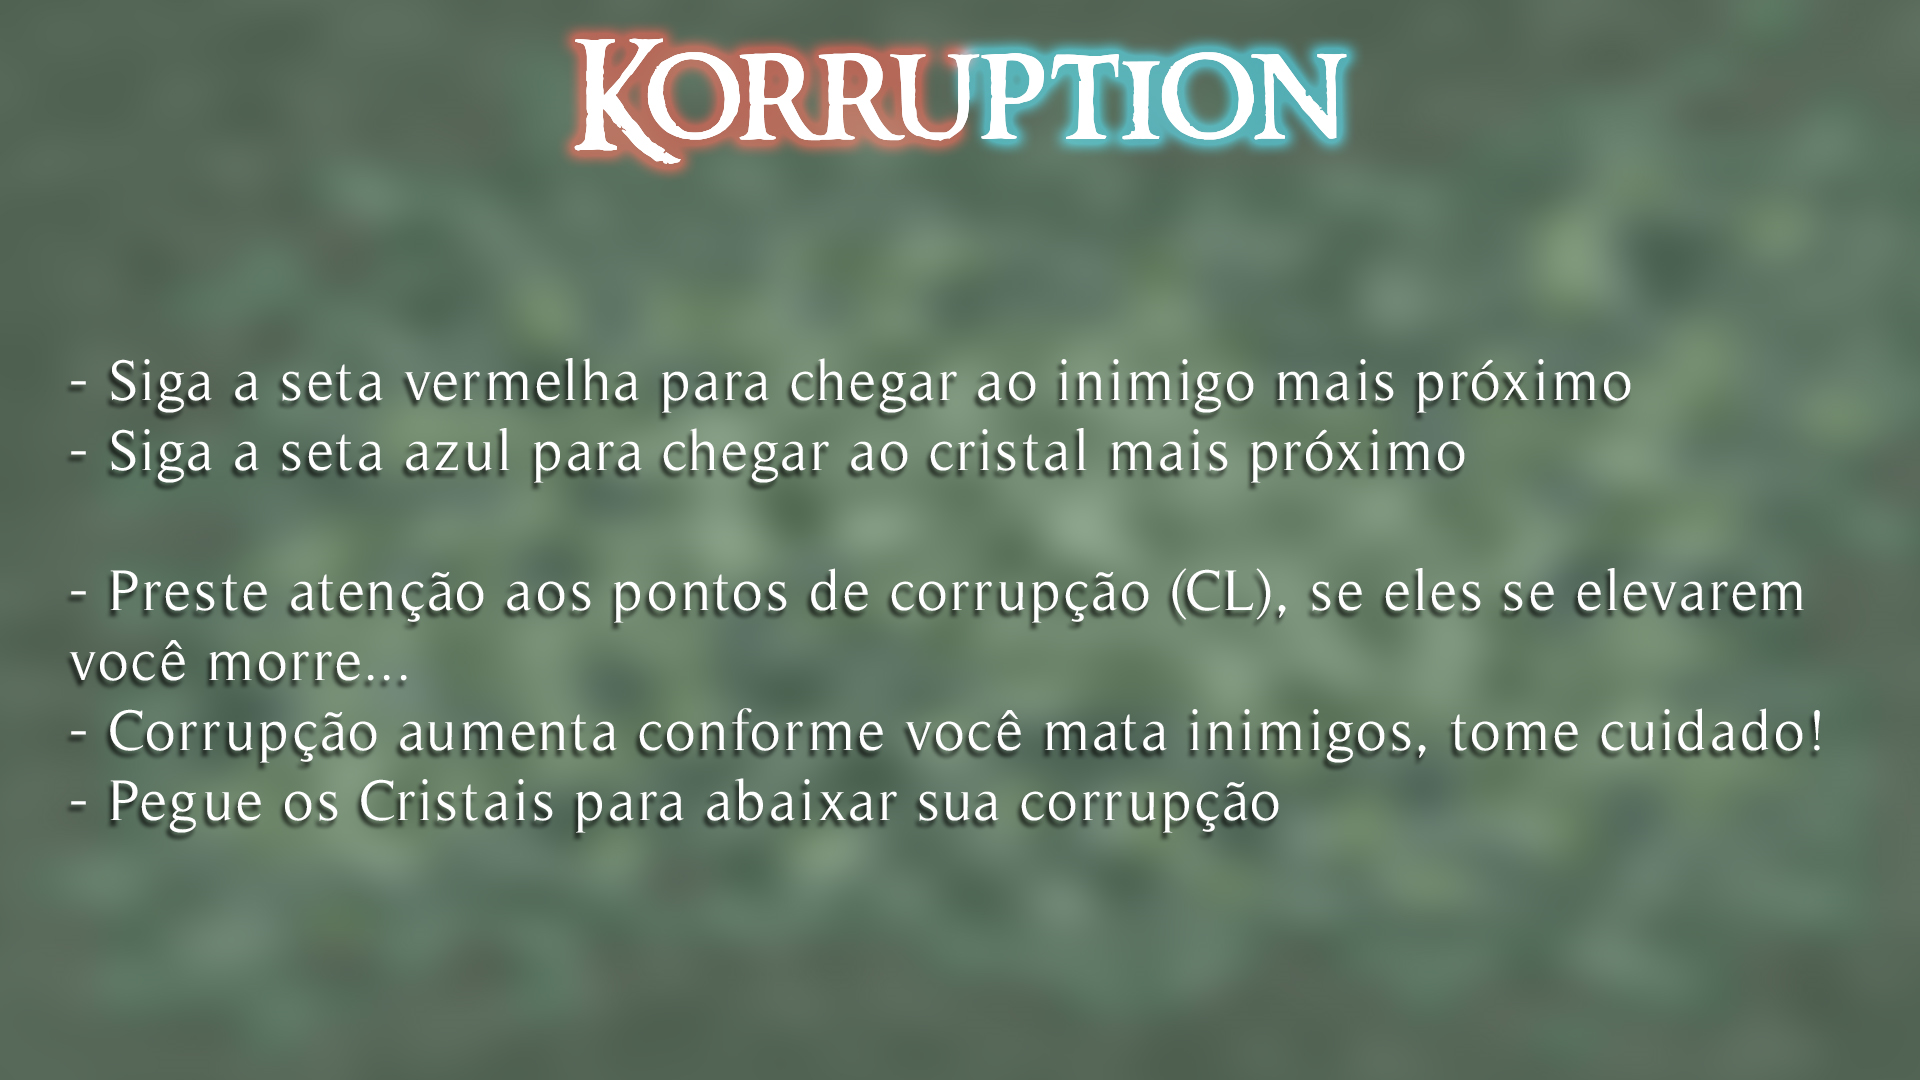 KORRUPTION
- Siga a seta vermelha para chegar ao inimigo mais próximo
- Siga a seta azul para chegar ao cristal mais próximo
- Preste atenção aos pontos de corrupção (CL), se eles se elevarem
você morre...
- Corrupção aumenta conforme você mata inimigos, tome cuidado!
- Pegue os Cristais para abaixar sua corrupção